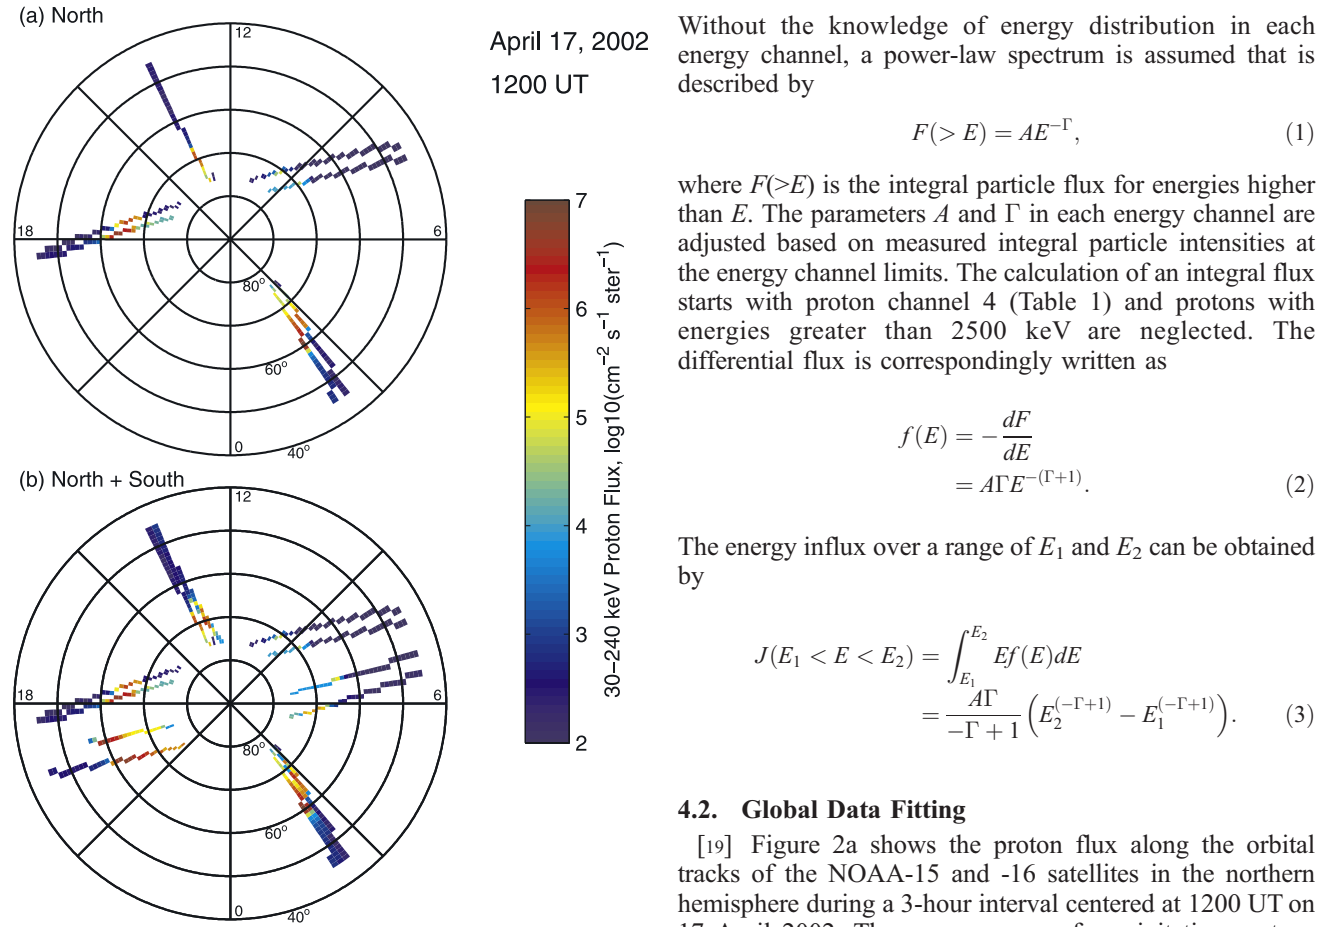 (a) North
12
18
6
80°
60°
0
40°
April 17, 2002
1200 UT
(b) North + South
12
18
6
80°
60°
0
40°
7
6
5
4
3
2
30−240 keV Proton Flux, log10(cm−2 s−1 ster−1)
Without the knowledge of energy distribution in each
energy channel, a power-law spectrum is assumed that is
described by
F(> E) = AE^{−Γ}, (1)
where F(>E) is the integral particle flux for energies higher
than E. The parameters A and Γ in each energy channel are
adjusted based on measured integral particle intensities at
the energy channel limits. The calculation of an integral flux
starts with proton channel 4 (Table 1) and protons with
energies greater than 2500 keV are neglected. The
differential flux is correspondingly written as
f(E) = − dF/dE
= AΓE^{−(Γ+1)}. (2)
The energy influx over a range of E₁ and E₂ can be obtained
by
J(E₁ < E < E₂) = ∫_{E₁}^{E₂} Ef(E)dE
= AΓ/(−Γ + 1) (E₂^{(−Γ+1)} − E₁^{(−Γ+1)}). (3)
4.2. Global Data Fitting
[19] Figure 2a shows the proton flux along the orbital
tracks of the NOAA-15 and -16 satellites in the northern
hemisphere during a 3-hour interval centered at 1200 UT on